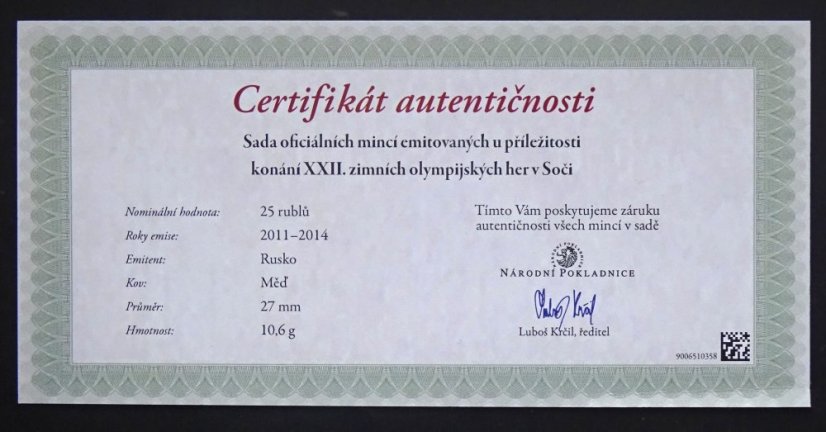 Certifikát autentičnosti
Sada oficiálních mincí emitovaných u příležitosti
konání XXII. zimních olympijských her v Soči
Nominální hodnota: 25 rublů
Roky emise: 2011–2014
Emitent: Rusko
Kov: Měď
Průměr: 27 mm
Hmotnost: 10,6 g
Tímto Vám poskytujeme záruku
autentičnosti všech mincí v sadě
NÁRODNÍ POKLADNICE
NÁRODNÍ POKLADNICE
Luboš Krčil, ředitel
9006510358